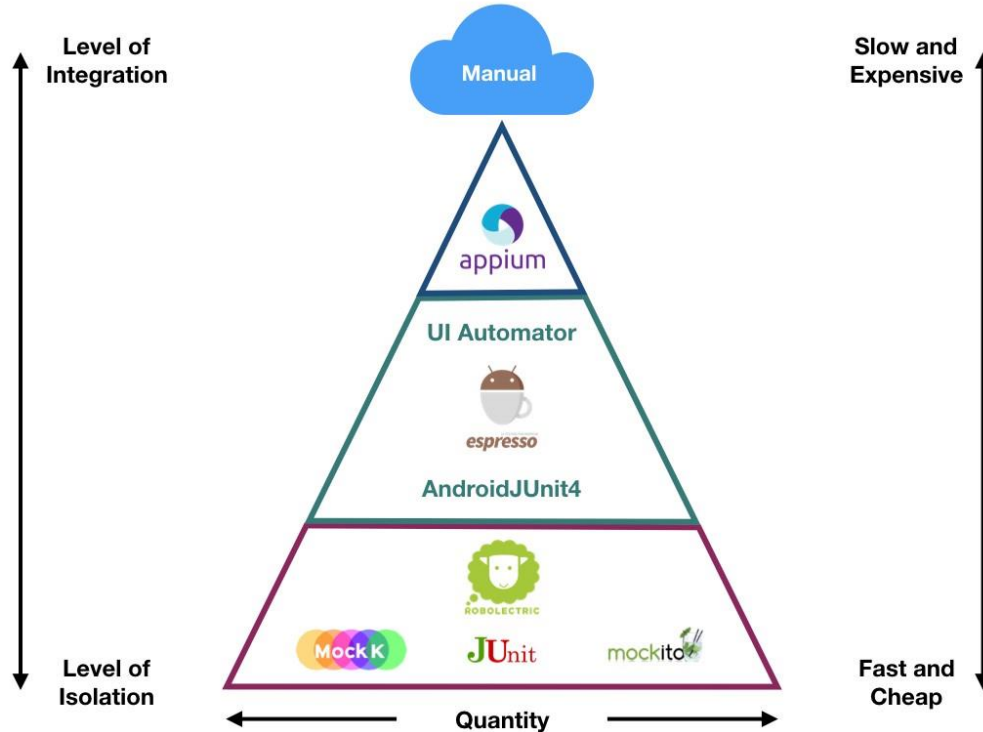 Level of
Integration
Manual
Slow and
Expensive
appium
UI Automator
espresso
AndroidJUnit4
ROBOLECTRIC
MockK
JUnit
mockito
Level of
Isolation
Quantity
Fast and
Cheap